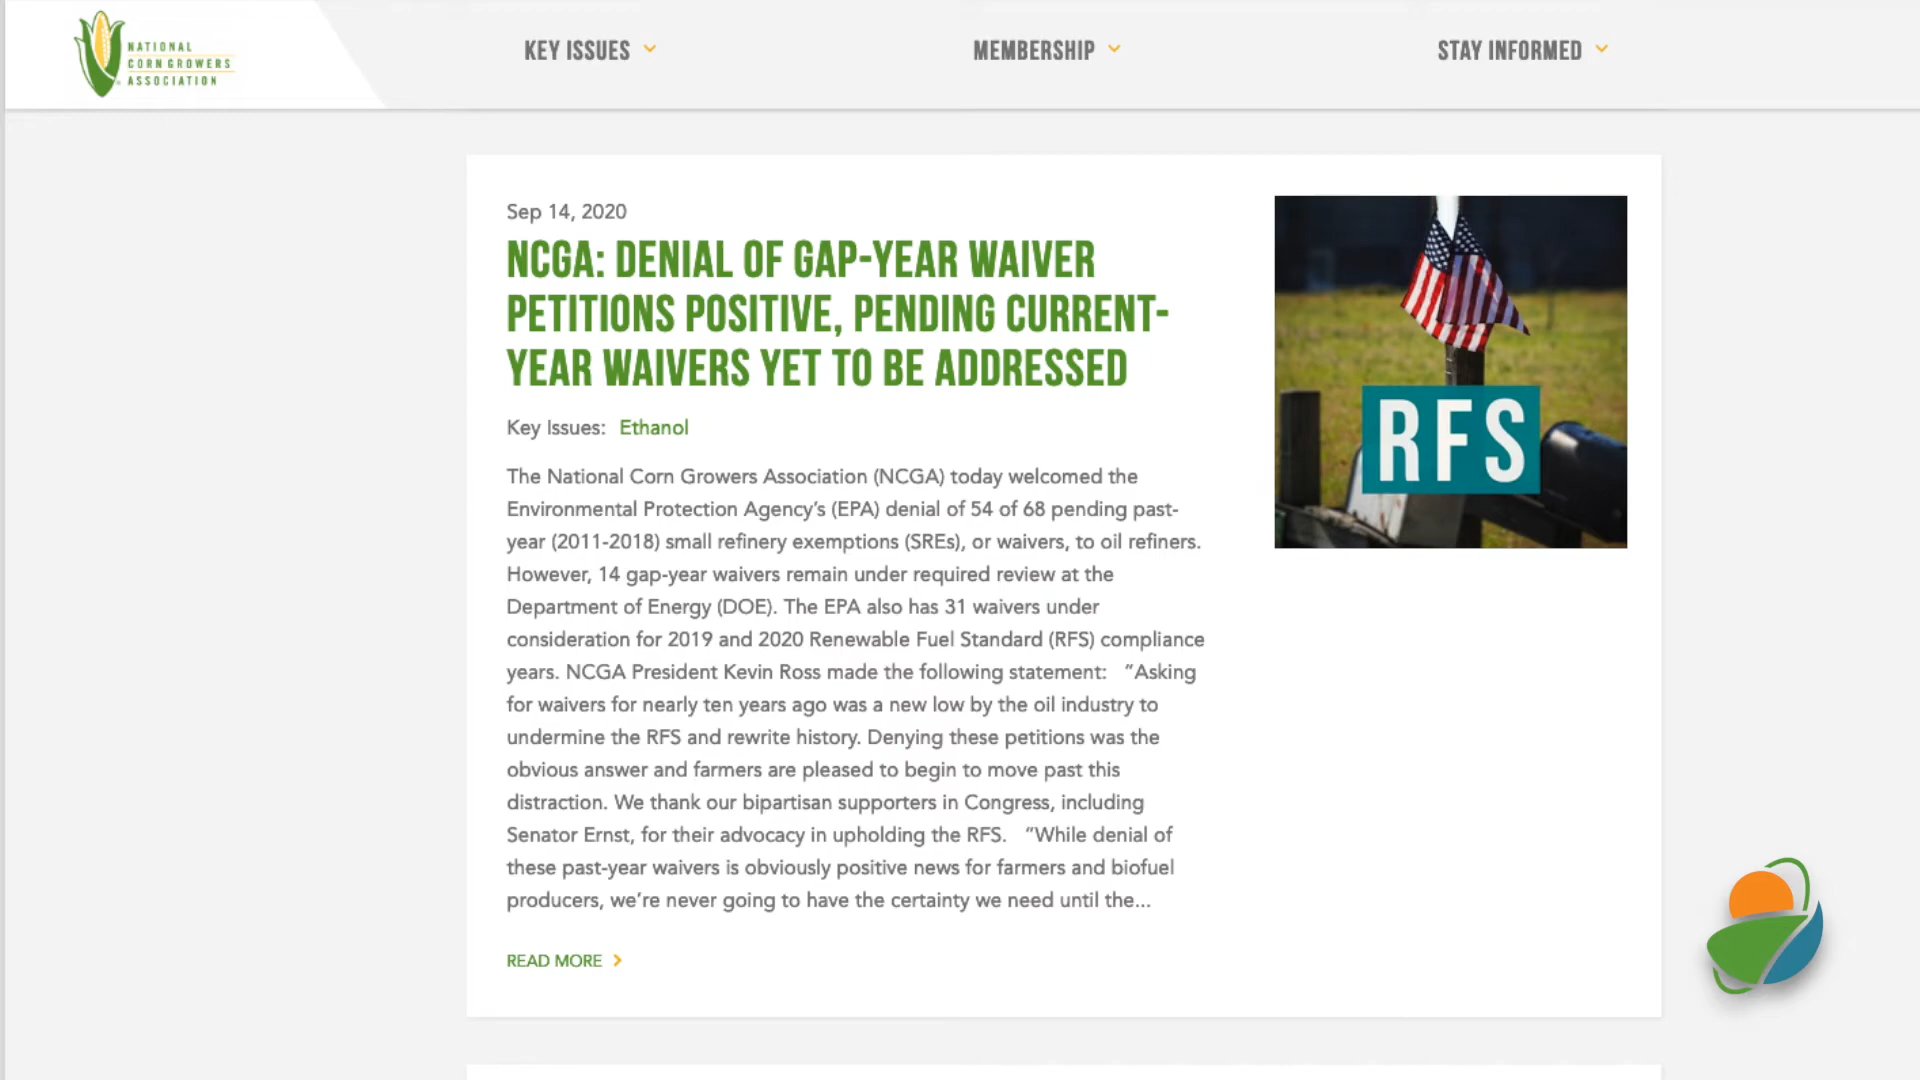 NATIONAL
CORN GROWERS
ASSOCIATION
KEY ISSUES
MEMBERSHIP
STAY INFORMED
Sep 14, 2020
NCGA: DENIAL OF GAP-YEAR WAIVER
PETITIONS POSITIVE, PENDING CURRENT-
YEAR WAIVERS YET TO BE ADDRESSED
Key Issues: Ethanol
The National Corn Growers Association (NCGA) today welcomed the
Environmental Protection Agency’s (EPA) denial of 54 of 68 pending past-
year (2011-2018) small refinery exemptions (SREs), or waivers, to oil refiners.
However, 14 gap-year waivers remain under required review at the
Department of Energy (DOE). The EPA also has 31 waivers under
consideration for 2019 and 2020 Renewable Fuel Standard (RFS) compliance
years. NCGA President Kevin Ross made the following statement: “Asking
for waivers for nearly ten years ago was a new low by the oil industry to
undermine the RFS and rewrite history. Denying these petitions was the
obvious answer and farmers are pleased to begin to move past this
distraction. We thank our bipartisan supporters in Congress, including
Senator Ernst, for their advocacy in upholding the RFS. “While denial of
these past-year waivers is obviously positive news for farmers and biofuel
producers, we’re never going to have the certainty we need until the...
READ MORE
RFS